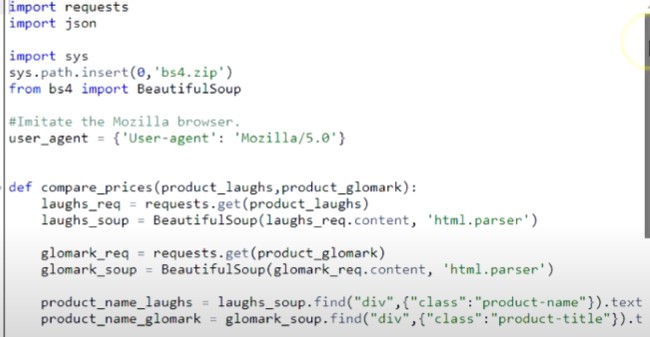 import requests
import json
import sys
sys.path.insert(0,'bs4.zip')
from bs4 import BeautifulSoup
#Imitate the Mozilla browser.
user_agent = {'User-agent': 'Mozilla/5.0'}
def compare_prices(product_laughs,product_glomark):
laughs_req = requests.get(product_laughs)
laughs_soup = BeautifulSoup(laughs_req.content, 'html.parser')
glomark_req = requests.get(product_glomark)
glomark_soup = BeautifulSoup(glomark_req.content, 'html.parser')
product_name_laughs = laughs_soup.find("div",{"class":"product-name"}).text
product_name_glomark = glomark_soup.find("div",{"class":"product-title"}).t